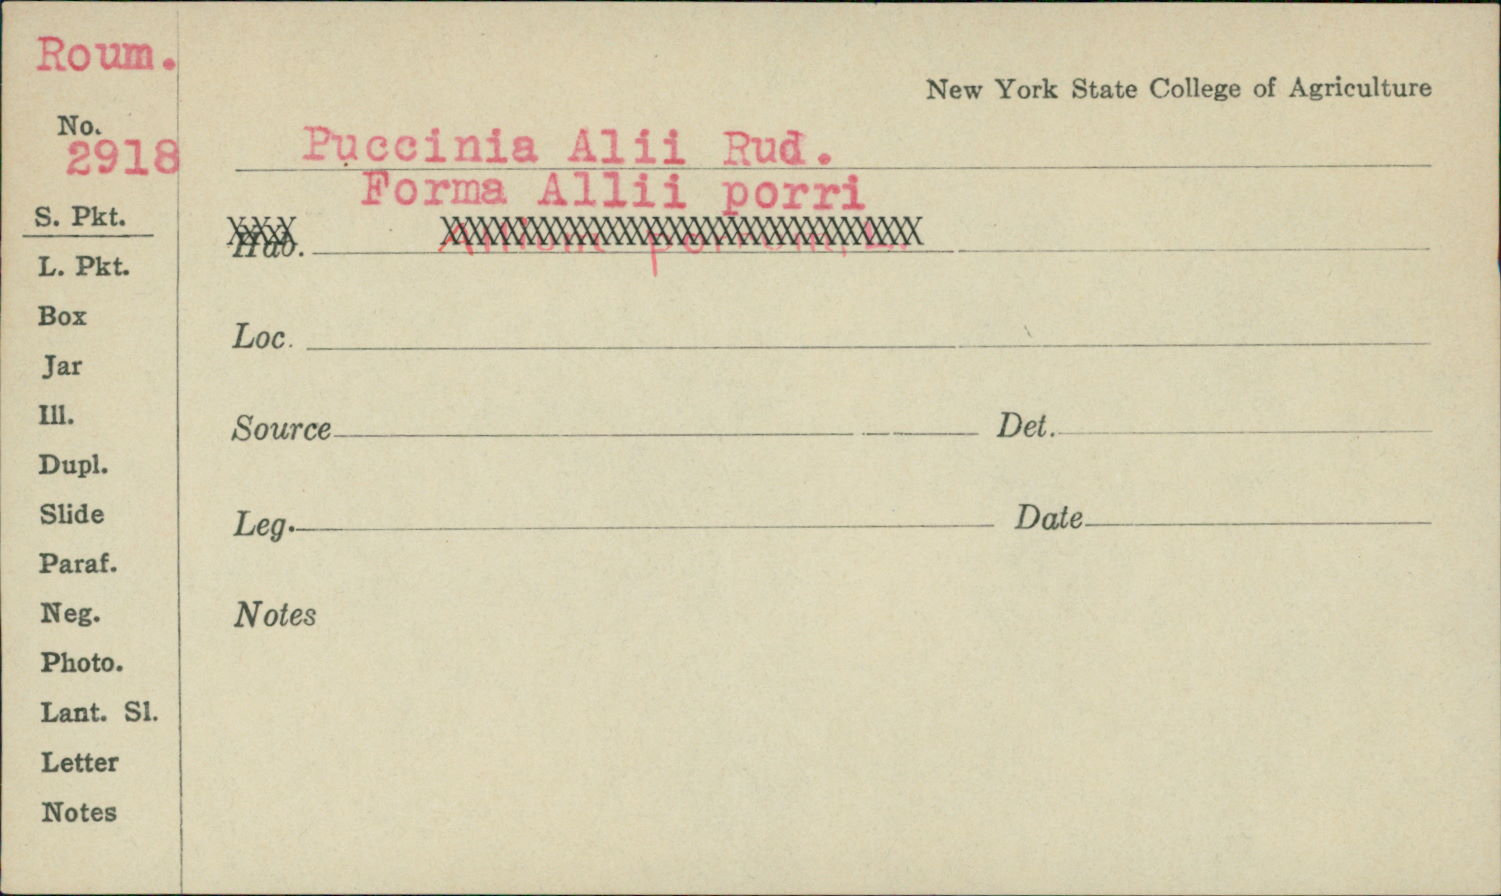 Roum.
New York State College of Agriculture
No.
2918
Puccinia Alii Rud.
Forma Allii porri
S. Pkt.
XXX
Hab.
L. Pkt.
Box
Loc.
Jar
Ill.
Source Det.
Dupl.
Slide
Leg. Date
Paraf.
Neg.
Notes
Photo.
Lant. Sl.
Letter
Notes